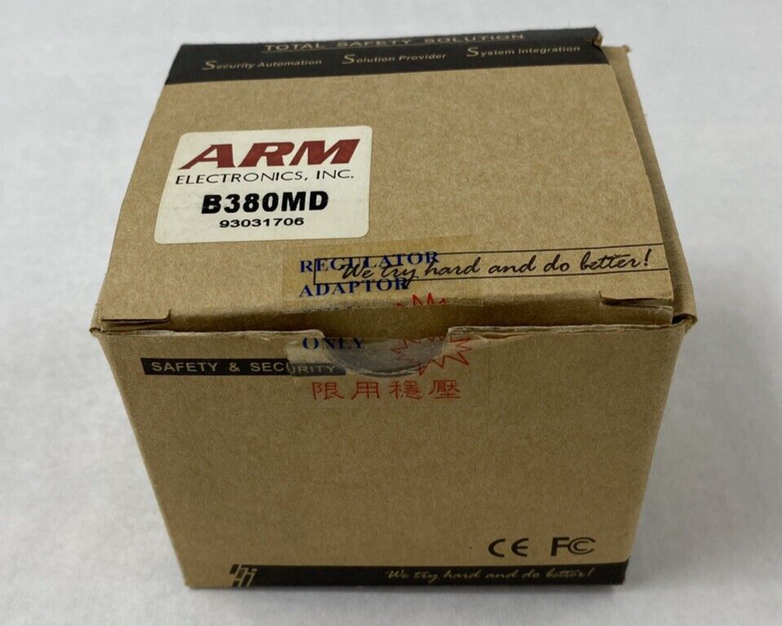 TOTAL SAFETY SOLUTION
Security Automation Solution Provider System Integration
ARM
ELECTRONICS, INC.
B380MD
93031706
REGULATOR
We try hard and do better!
ADAPTOR
ONLY
SAFETY & SECURITY
限用穩壓
CE FC
We try hard and do better!